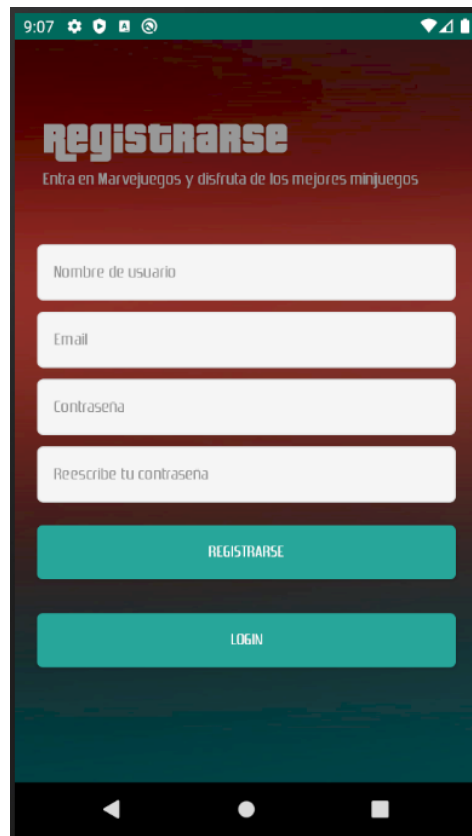 9:07
Registrarse
Entra en Marvejuegos y disfruta de los mejores minijuegos
Nombre de usuario
Email
Contraseña
Reescribe tu contrasena
REGISTRARSE
LOGIN